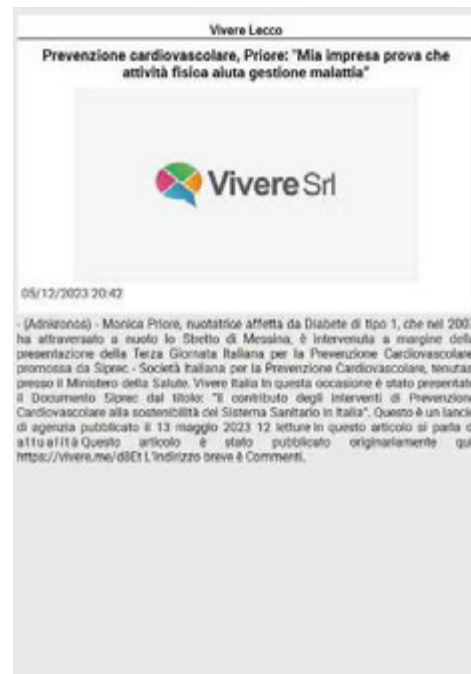 Vivere Lecco
Prevenzione cardiovascolare, Priore: "Mia impresa prova che
attività fisica aiuta gestione malattia"
Vivere Srl
05/12/2023 20:42
- (Adnkronos) - Monica Priore, nuotatrice affetta da Diabete di tipo 1, che nel 2007
ha attraversato a nuoto lo Stretto di Messina, è intervenuta a margine della
presentazione della Terza Giornata Italiana per la Prevenzione Cardiovascolare
promossa da Siprec - Società Italiana per la Prevenzione Cardiovascolare, tenutasi
presso il Ministero della Salute. Vivere Italia In questa occasione è stato presentato
il Documento Siprec dal titolo: "Il contributo degli interventi di Prevenzione
Cardiovascolare alla sostenibilità del Sistema Sanitario in Italia". Questo è un lancio
di agenzia pubblicato il 13 maggio 2023 12 letture In questo articolo si parla di
attualità Questo articolo è stato pubblicato originariamente qui
https://vivere.me/d8Et L'indirizzo breve è Commenti.